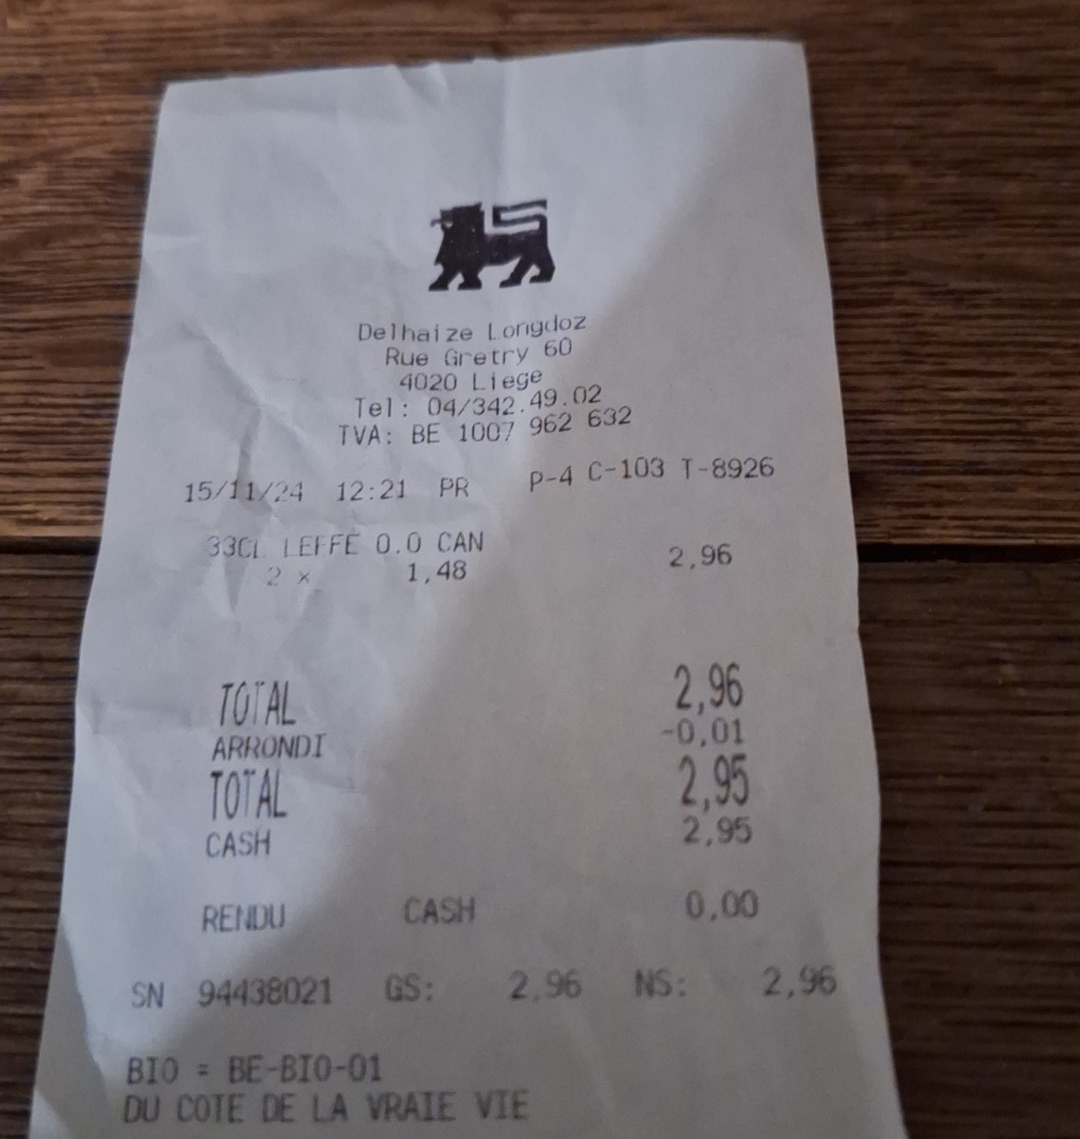 Delhaize Longdoz
Rue Gretry 60
4020 Liege
Tel: 04/342.49.02
TVA: BE 1007 962 632
15/11/24 12:21 PR P-4 C-103 T-8926
33CL LEFFE 0.0 CAN
2 x 1,48 2,96
TOTAL 2,96
ARRONDI -0,01
TOTAL 2,95
CASH 2,95
RENDU CASH 0,00
SN 94438021 GS: 2,96 NS: 2,96
BIO = BE-BIO-01
DU COTE DE LA VRAIE VIE